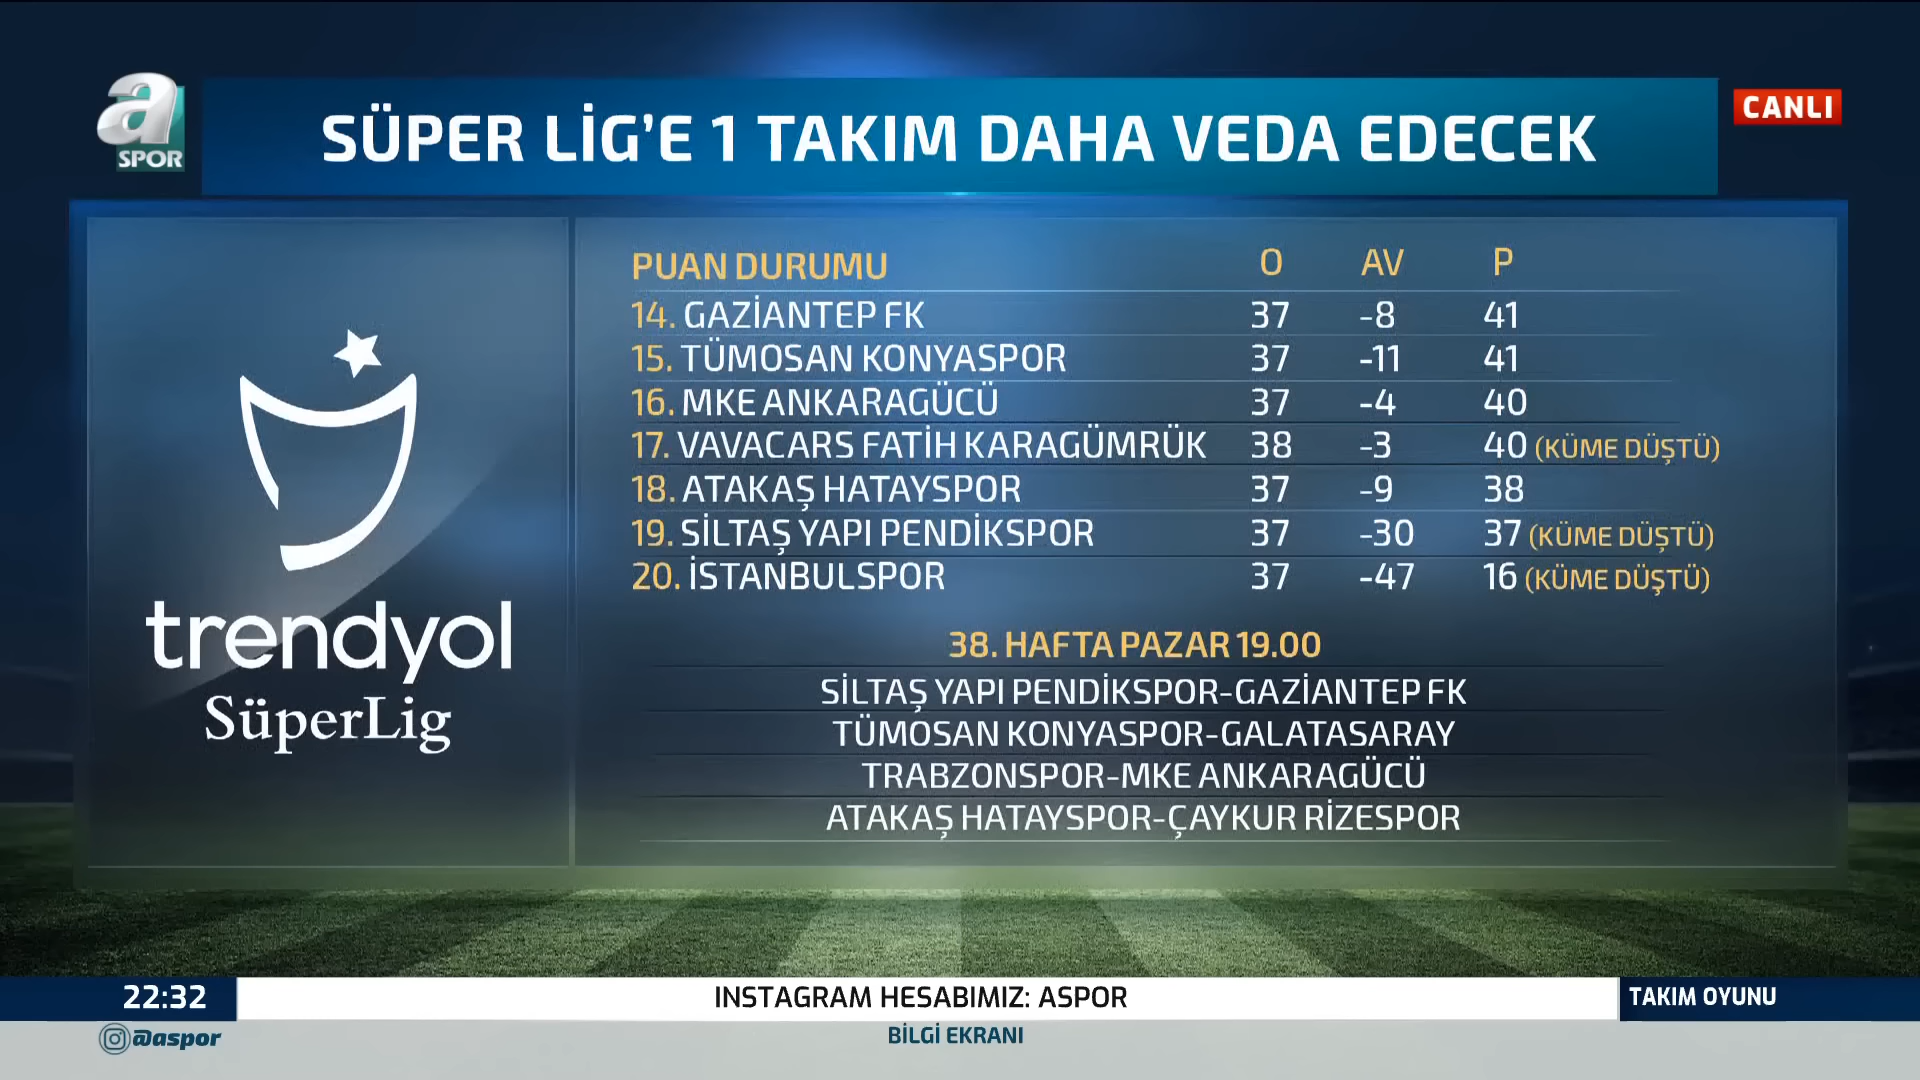 a SPOR
SÜPER LİG'E 1 TAKIM DAHA VEDA EDECEK
CANLI
PUAN DURUMU O AV P
14. GAZİANTEP FK 37 -8 41
15. TÜMOSAN KONYASPOR 37 -11 41
16. MKE ANKARAGÜCÜ 37 -4 40
17. VAVACARS FATİH KARAGÜMRÜK 38 -3 40 (KÜME DÜŞTÜ)
18. ATAKAŞ HATAYSPOR 37 -9 38
19. SİLTAŞ YAPI PENDİKSPOR 37 -30 37 (KÜME DÜŞTÜ)
20. İSTANBULSPOR 37 -47 16 (KÜME DÜŞTÜ)
trendyol
SüperLig
38. HAFTA PAZAR 19.00
SİLTAŞ YAPI PENDİKSPOR-GAZİANTEP FK
TÜMOSAN KONYASPOR-GALATASARAY
TRABZONSPOR-MKE ANKARAGÜCÜ
ATAKAŞ HATAYSPOR-ÇAYKUR RİZESPOR
22:32
INSTAGRAM HESABIMIZ: ASPOR
TAKIM OYUNU
@aspor
BİLGİ EKRANI